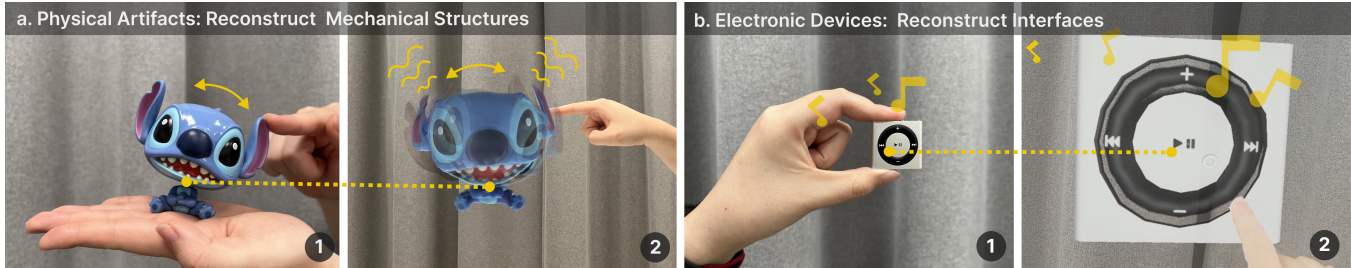 a. Physical Artifacts: Reconstruct Mechanical Structures
b. Electronic Devices: Reconstruct Interfaces
1
2
1
2